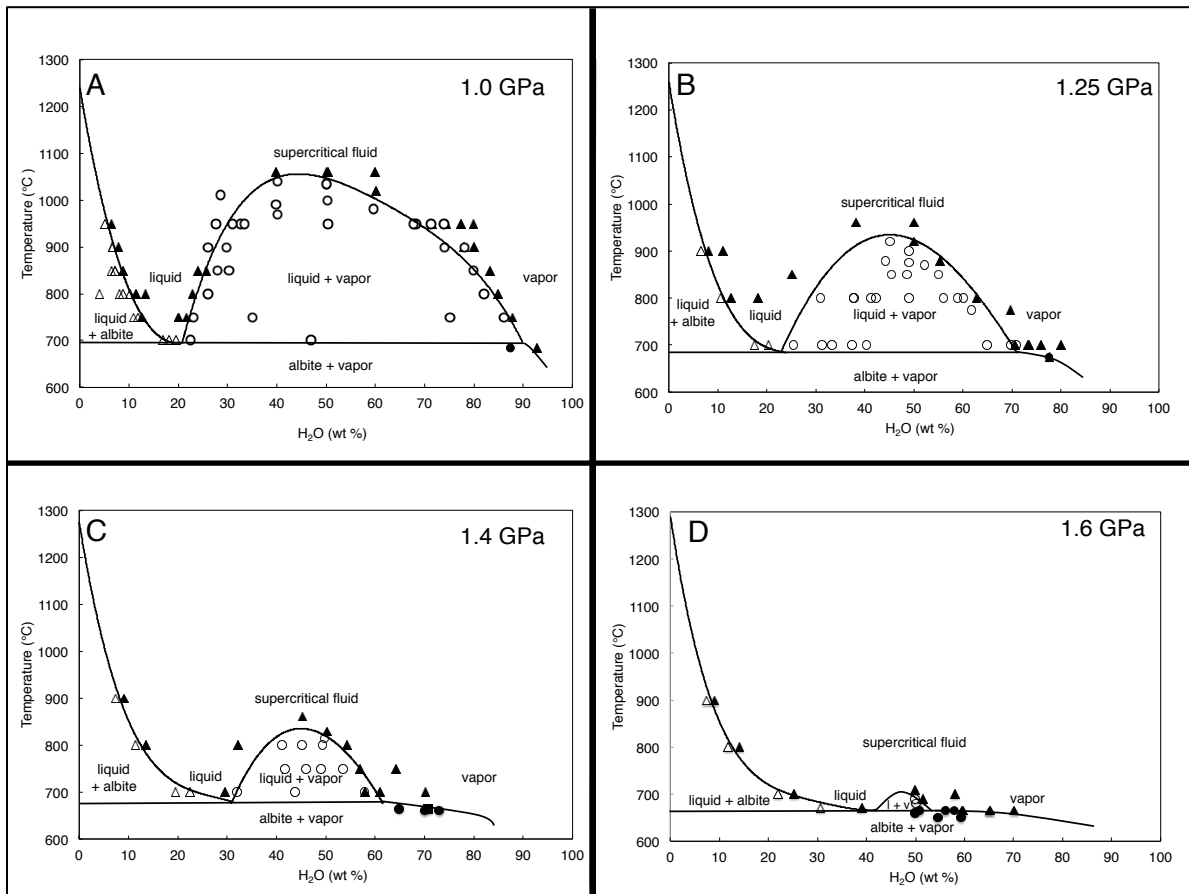 A
1.0 GPa
1300
1200
1100
1000
900
800
700
600
Temperature (°C)
supercritical fluid
liquid
liquid + vapor
vapor
liquid
+ albite
albite + vapor
0 10 20 30 40 50 60 70 80 90 100
H₂O (wt %)
B
1.25 GPa
1300
1200
1100
1000
900
800
700
600
Temperature (°C)
supercritical fluid
liquid
+ albite
liquid
liquid + vapor
vapor
albite + vapor
0 10 20 30 40 50 60 70 80 90 100
H₂O (wt %)
C
1.4 GPa
1300
1200
1100
1000
900
800
700
600
Temperature (°C)
supercritical fluid
liquid
+ albite
liquid
liquid + vapor
vapor
albite + vapor
0 10 20 30 40 50 60 70 80 90 100
H₂O (wt %)
D
1.6 GPa
1300
1200
1100
1000
900
800
700
600
Temperature (°C)
supercritical fluid
liquid + albite
liquid
l + v
vapor
albite + vapor
0 10 20 30 40 50 60 70 80 90 100
H₂O (wt %)